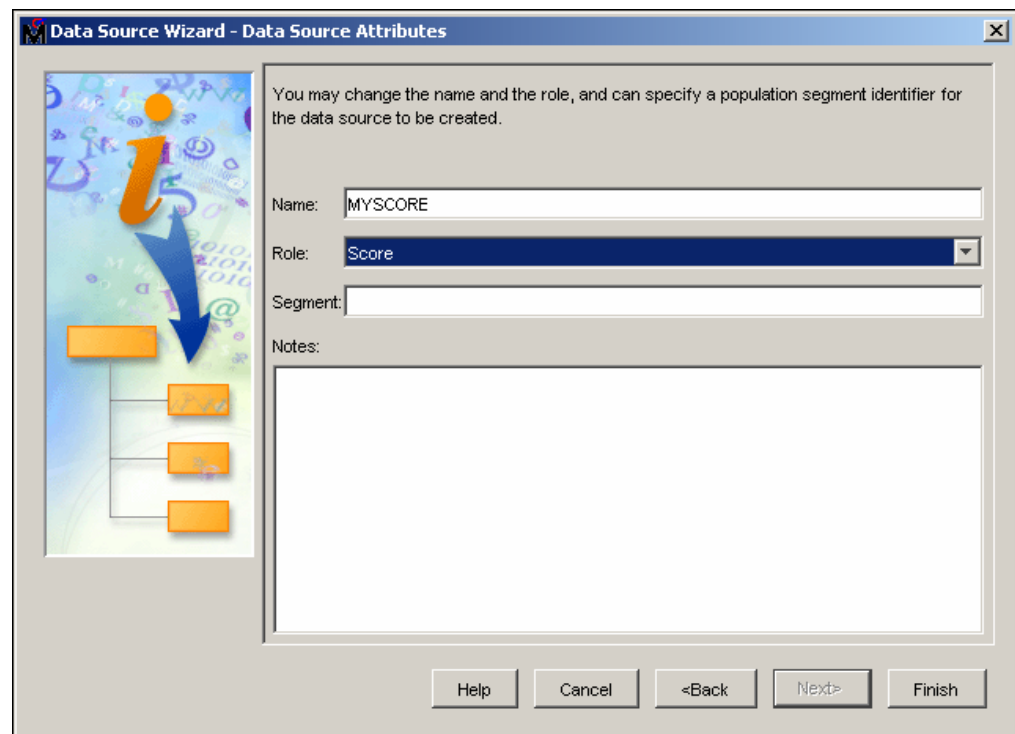 Data Source Wizard - Data Source Attributes
You may change the name and the role, and can specify a population segment identifier for
the data source to be created.
Name: MYSCORE
Role: Score
Segment:
Notes:
Help Cancel <Back Next> Finish